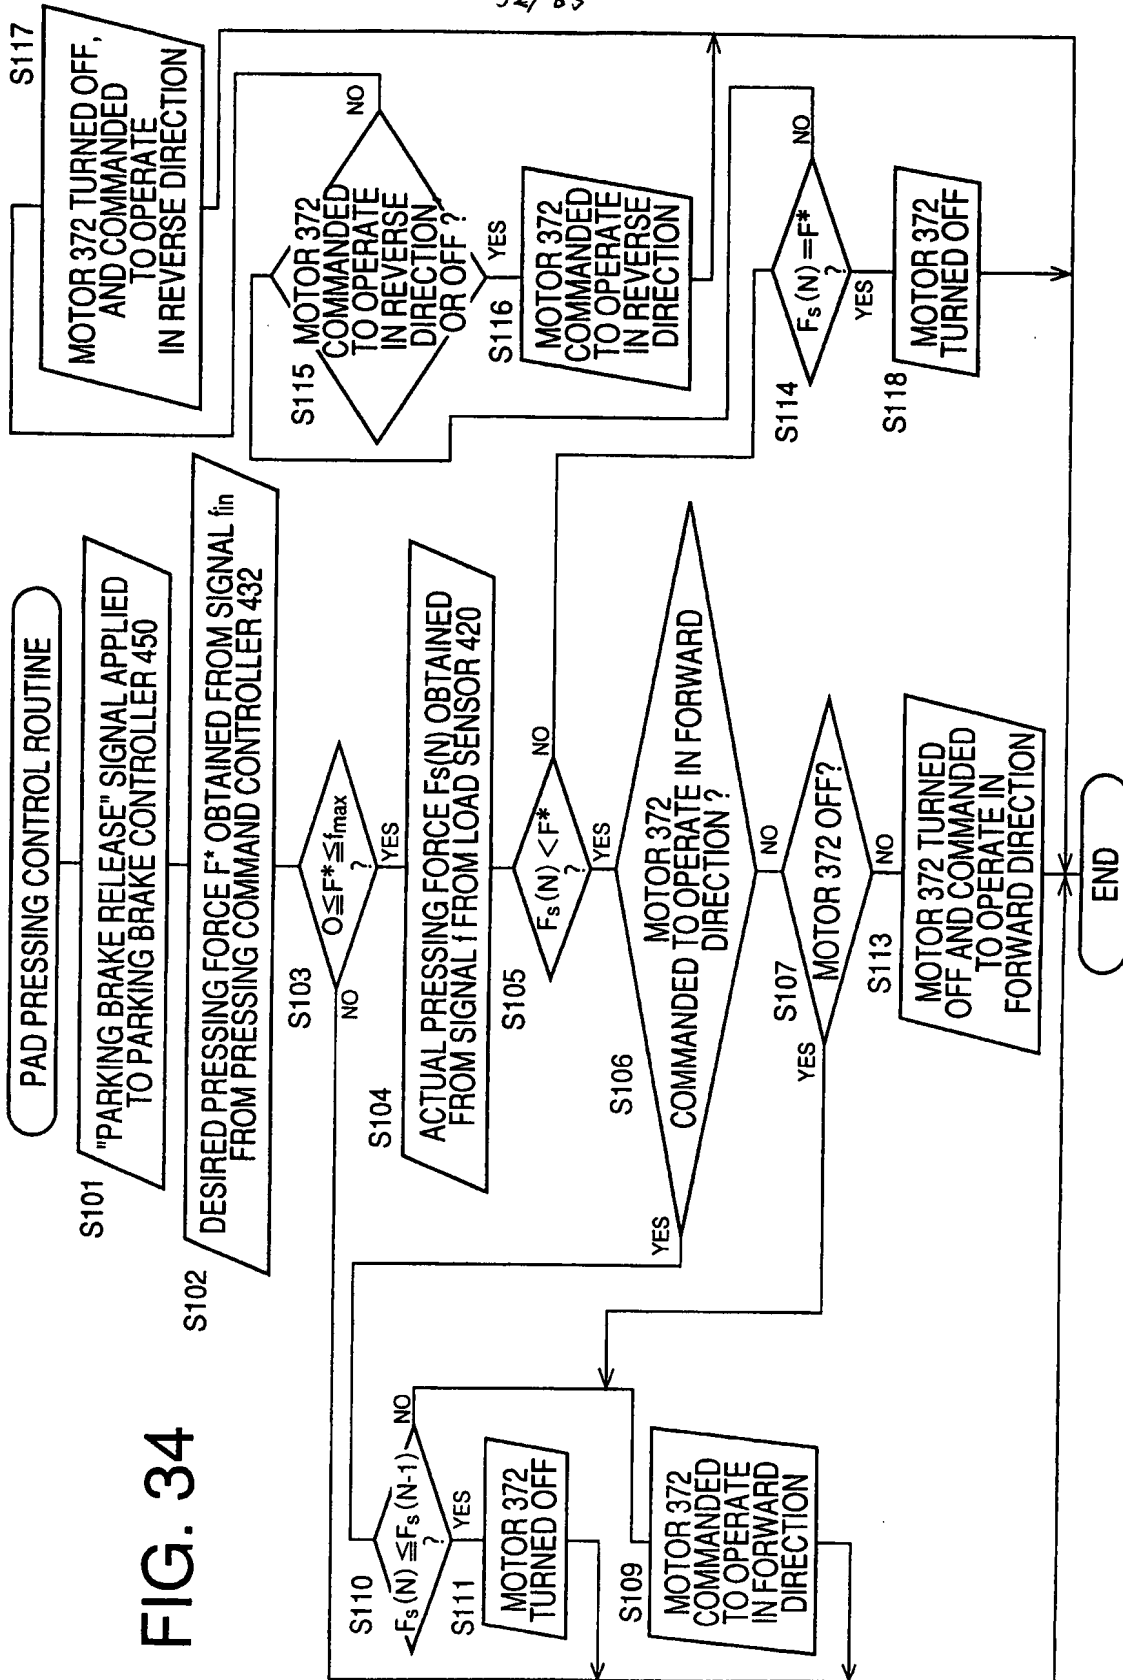 FIG. 34
PAD PRESSING CONTROL ROUTINE
S101
"PARKING BRAKE RELEASE" SIGNAL APPLIED
TO PARKING BRAKE CONTROLLER 450
S102
DESIRED PRESSING FORCE F* OBTAINED FROM SIGNAL fin
FROM PRESSING COMMAND CONTROLLER 432
S103
O≦F*≦fmax
?
NO
YES
S104
ACTUAL PRESSING FORCE Fs(N) OBTAINED
FROM SIGNAL f FROM LOAD SENSOR 420
S105
Fs(N)<F*
?
NO
YES
S106
MOTOR 372
COMMANDED TO OPERATE IN FORWARD
DIRECTION ?
YES
NO
S107
MOTOR 372 OFF?
YES
NO
S113
MOTOR 372 TURNED
OFF AND COMMANDED
TO OPERATE IN
FORWARD DIRECTION
END
S110
Fs(N)≦Fs(N-1)
?
NO
YES
S111
MOTOR 372
TURNED OFF
S109
MOTOR 372
COMMANDED
TO OPERATE
IN FORWARD
DIRECTION
S117
MOTOR 372 TURNED OFF,
AND COMMANDED
TO OPERATE
IN REVERSE DIRECTION
S115
MOTOR 372
COMMANDED
TO OPERATE
IN REVERSE
DIRECTION
OR OFF ?
NO
YES
S116
MOTOR 372
COMMANDED
TO OPERATE
IN REVERSE
DIRECTION
S114
Fs(N)=F*
?
NO
YES
S118
MOTOR 372
TURNED OFF